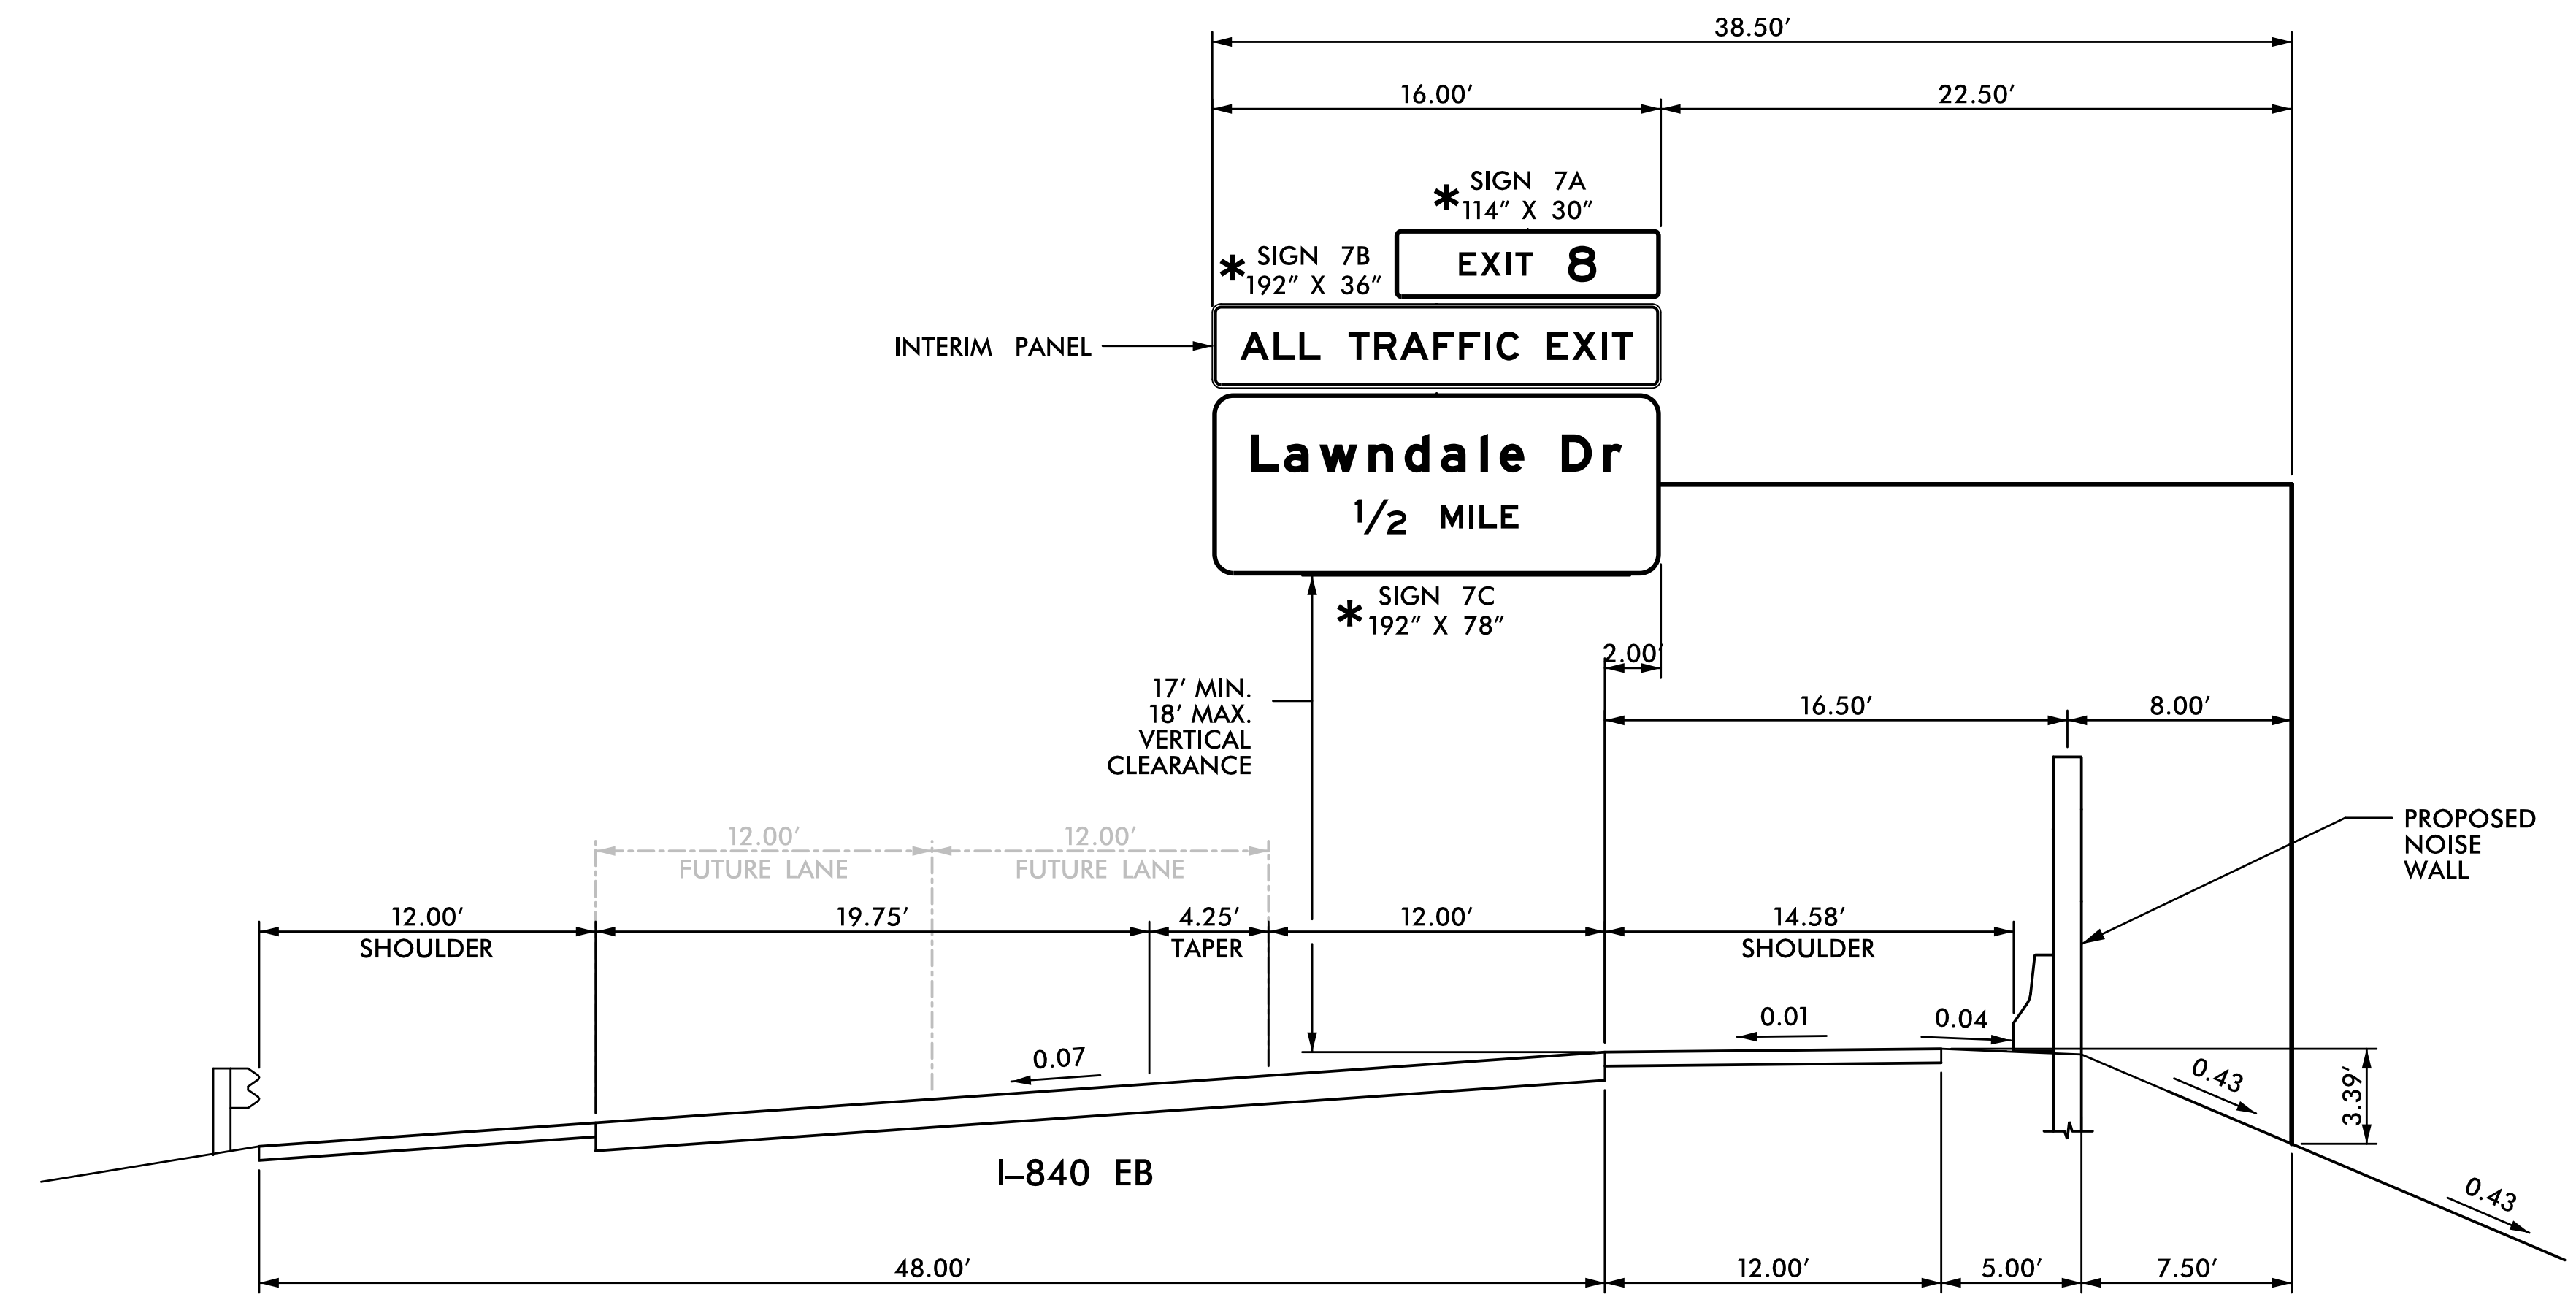 38.50'
16.00'
22.50'
SIGN 7A
*114" X 30"
SIGN 7B
*192" X 36"
EXIT 8
INTERIM PANEL
ALL TRAFFIC EXIT
Lawndale Dr
1/2 MILE
SIGN 7C
*192" X 78"
2.00'
17' MIN.
18' MAX.
VERTICAL
CLEARANCE
16.50'
8.00'
PROPOSED
NOISE
WALL
12.00'
FUTURE LANE
12.00'
FUTURE LANE
12.00'
SHOULDER
19.75'
4.25'
TAPER
12.00'
14.58'
SHOULDER
0.07
0.01
0.04
0.43
3.39'
I–840 EB
0.43
48.00'
12.00'
5.00'
7.50'